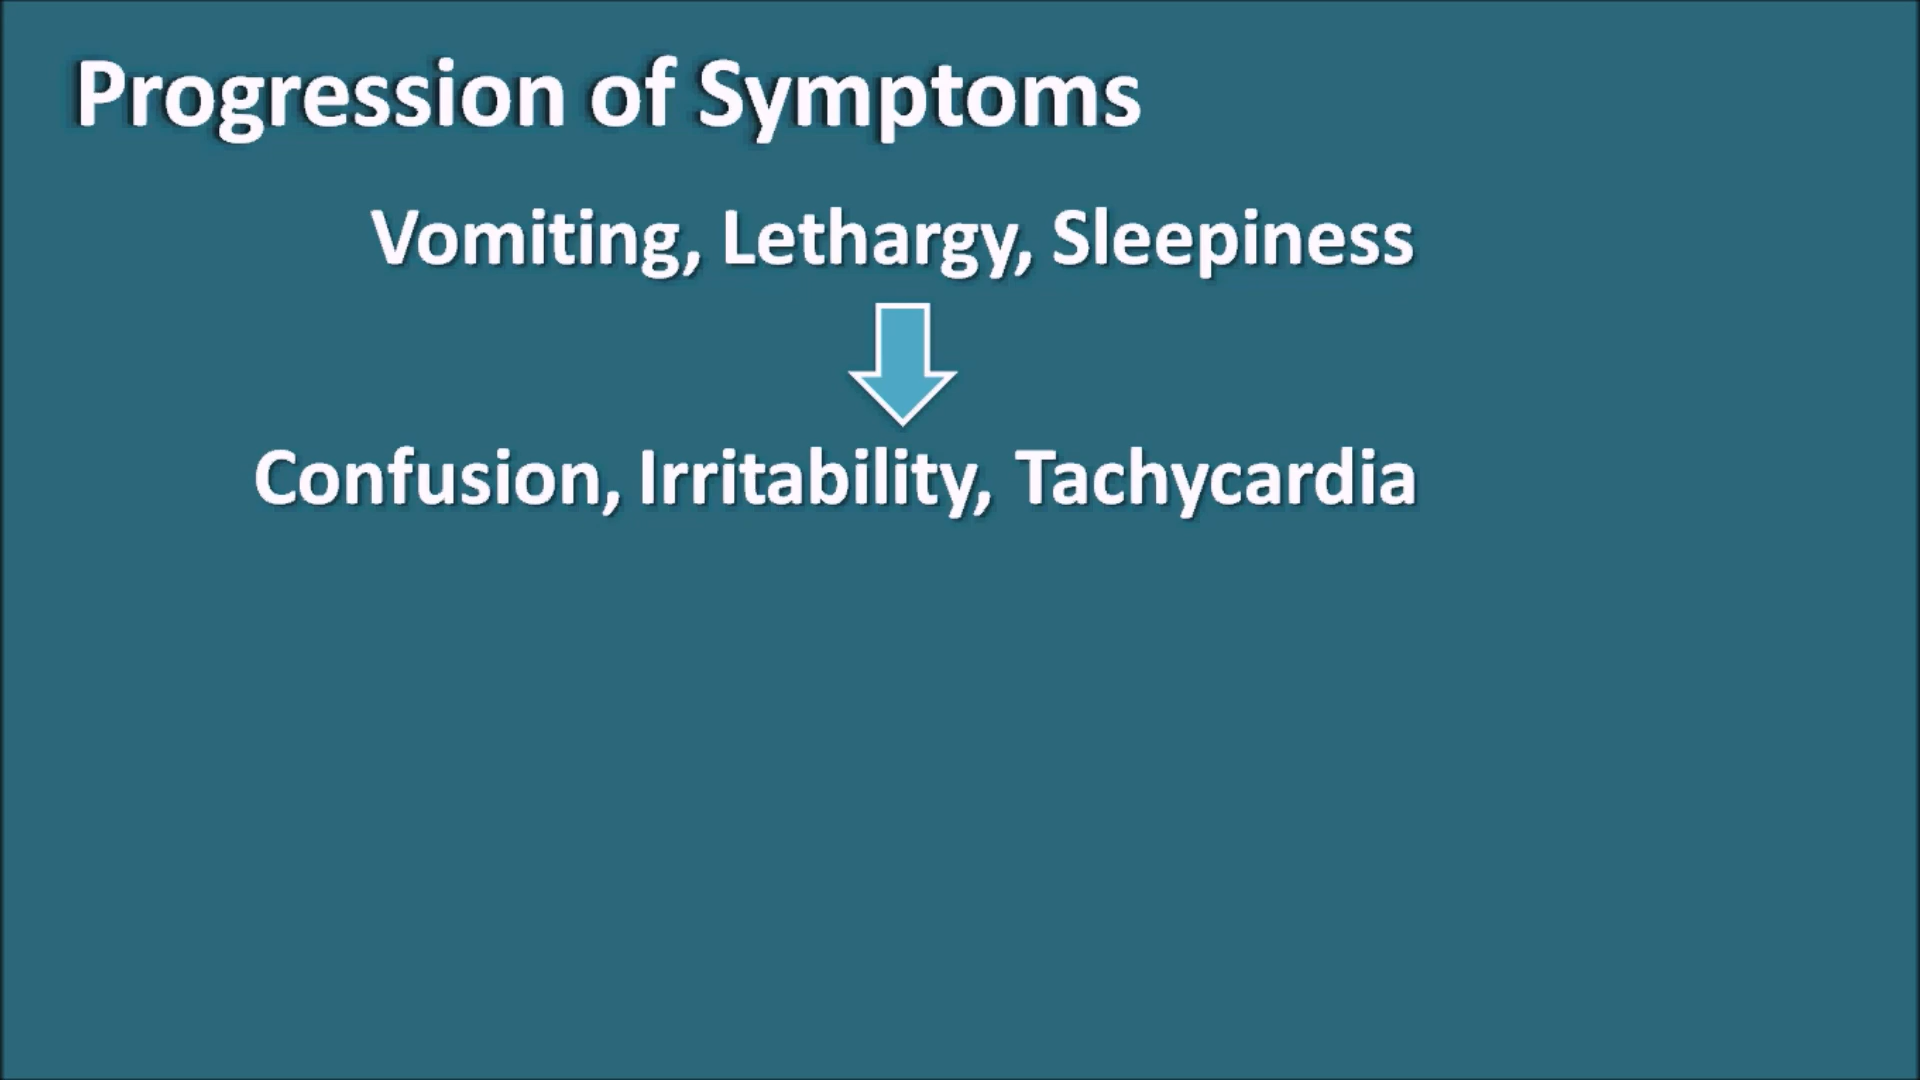 Progression of Symptoms
Vomiting, Lethargy, Sleepiness
Confusion, Irritability, Tachycardia